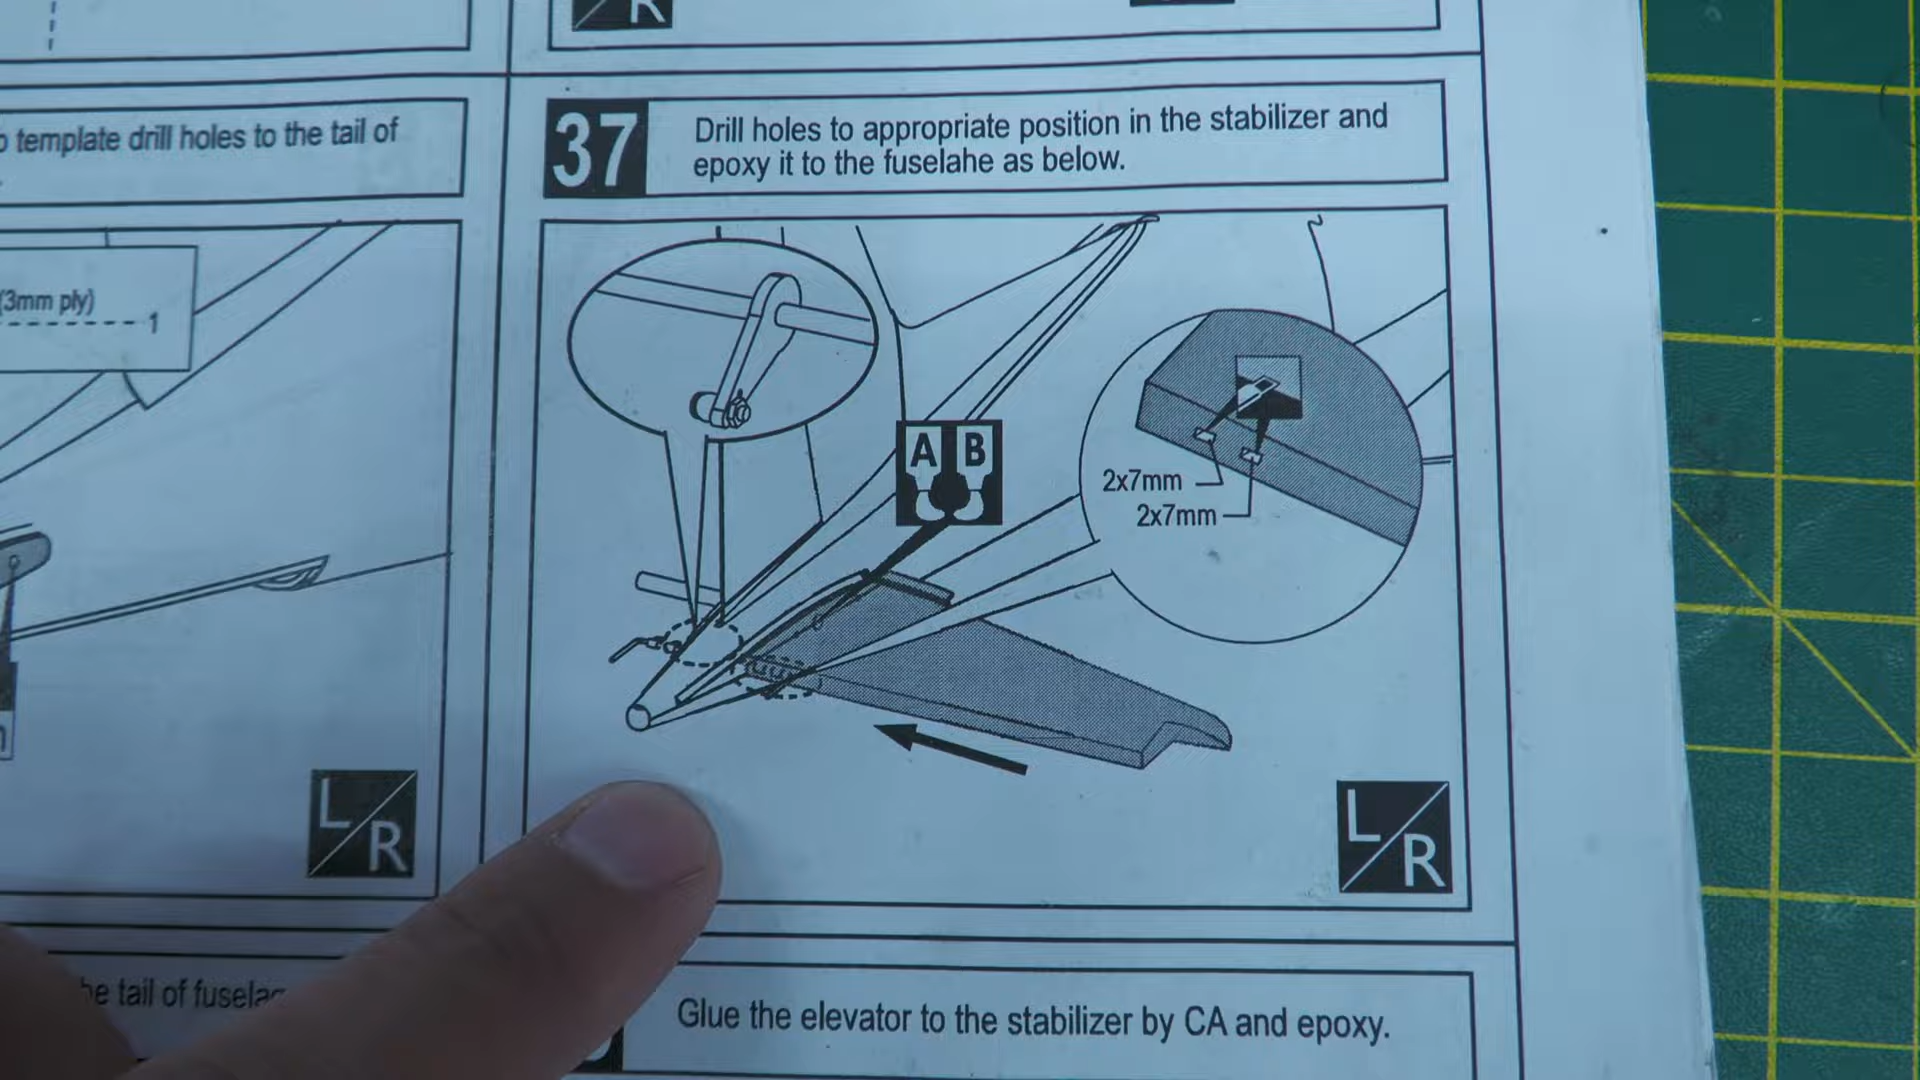 R
template drill holes to the tail of
37
Drill holes to appropriate position in the stabilizer and
epoxy it to the fuselahe as below.
(3mm ply)
1
A B
2x7mm
2x7mm
L/R
L/R
tail of
Glue the elevator to the stabilizer by CA and epoxy.